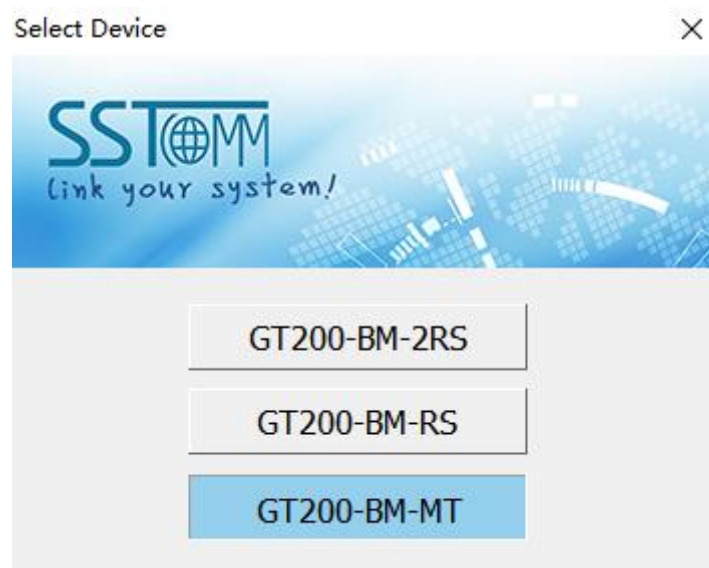 Select Device
SSTCOMM
Link your system!
GT200-BM-2RS
GT200-BM-RS
GT200-BM-MT